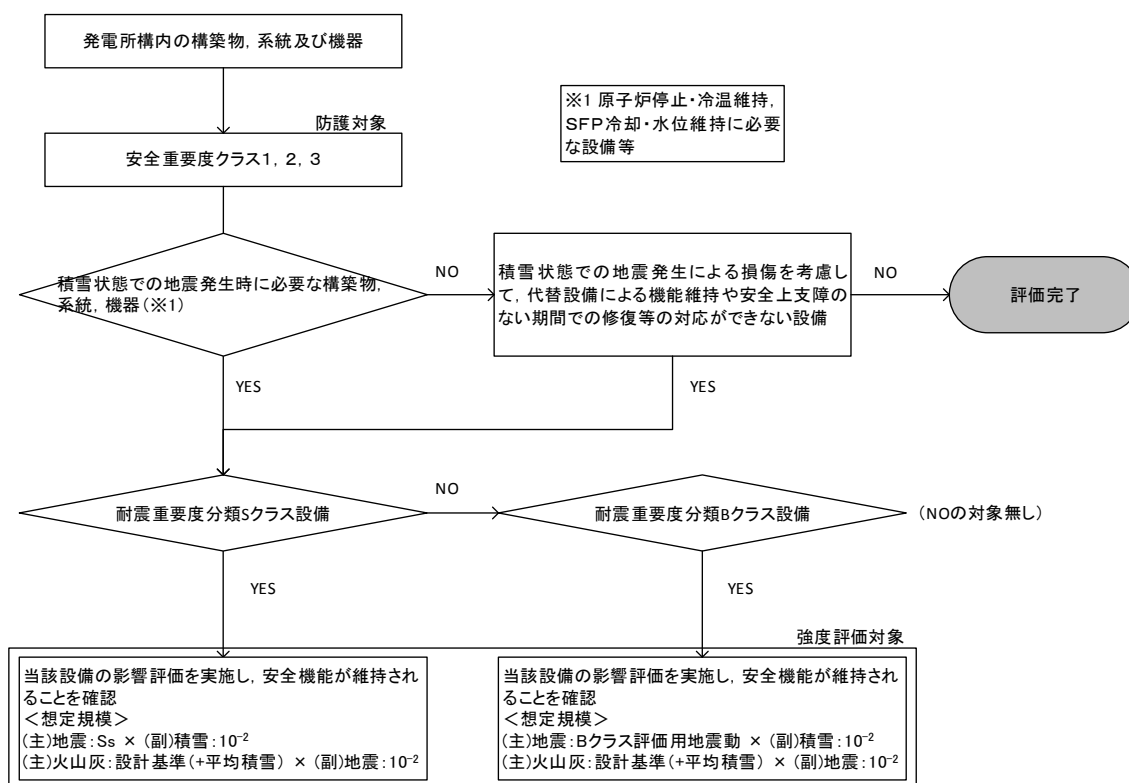 発電所構内の構築物，系統及び機器
※1 原子炉停止・冷温維持，
SFP冷却・水位維持に必要
な設備等
防護対象
安全重要度クラス1，2，3
積雪状態での地震発生時に必要な構築物，
系統，機器(※1)
NO
積雪状態での地震発生による損傷を考慮し
て，代替設備による機能維持や安全上支障の
ない期間での修復等の対応ができない設備
NO
評価完了
YES
YES
耐震重要度分類Sクラス設備
NO
耐震重要度分類Bクラス設備
（NOの対象無し）
YES
YES
強度評価対象
当該設備の影響評価を実施し，安全機能が維持され
ることを確認
＜想定規模＞
(主)地震：Ss × (副)積雪：10⁻²
(主)火山灰：設計基準(+平均積雪) × (副)地震：10⁻²
当該設備の影響評価を実施し，安全機能が維持され
ることを確認
＜想定規模＞
(主)地震：Bクラス評価用地震動 × (副)積雪：10⁻²
(主)火山灰：設計基準(+平均積雪) × (副)地震：10⁻²